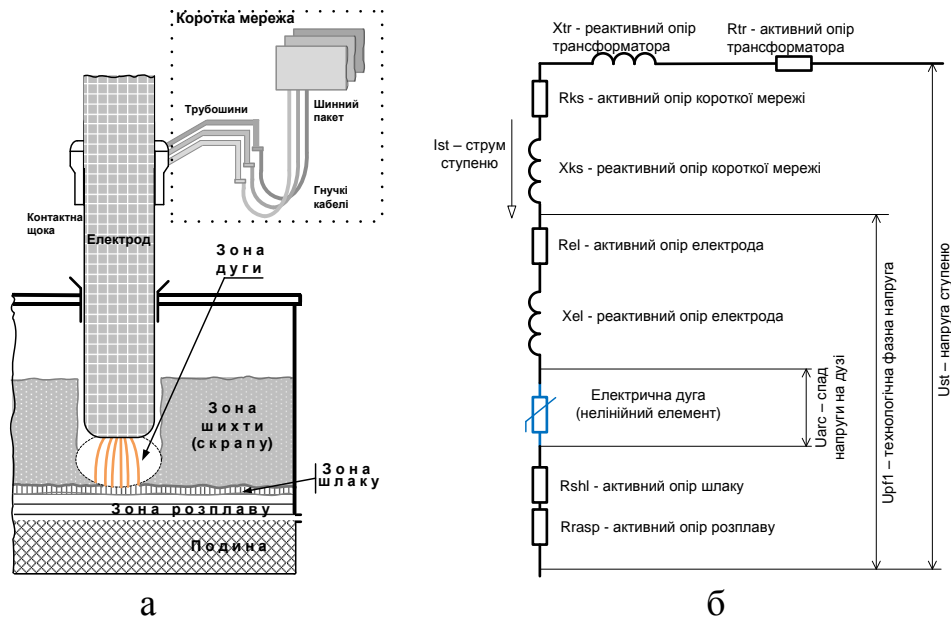 Коротка мережа
Трубошини
Шинний
пакет
Гнучкі
кабелі
Контактна
щока
Електрод
Зона
дуги
Зона
шихти
(скрапу)
Зона
шлаку
Зона розплаву
Подина
а
Xtr - реактивний опір
трансформатора
Rtr - активний опір
трансформатора
Rks - активний опір короткої мережі
Ist – струм
ступеню
Xks - реактивний опір короткої мережі
Rel - активний опір електрода
Xel - реактивний опір електрода
Електрична дуга
(нелінійний елемент)
Uarc – спад
напруги на дузі
Upf1 – технологічна фазна напруга
Ust – напруга ступеню
Rshl - активний опір шлаку
Rrasp - активний опір розплаву
б